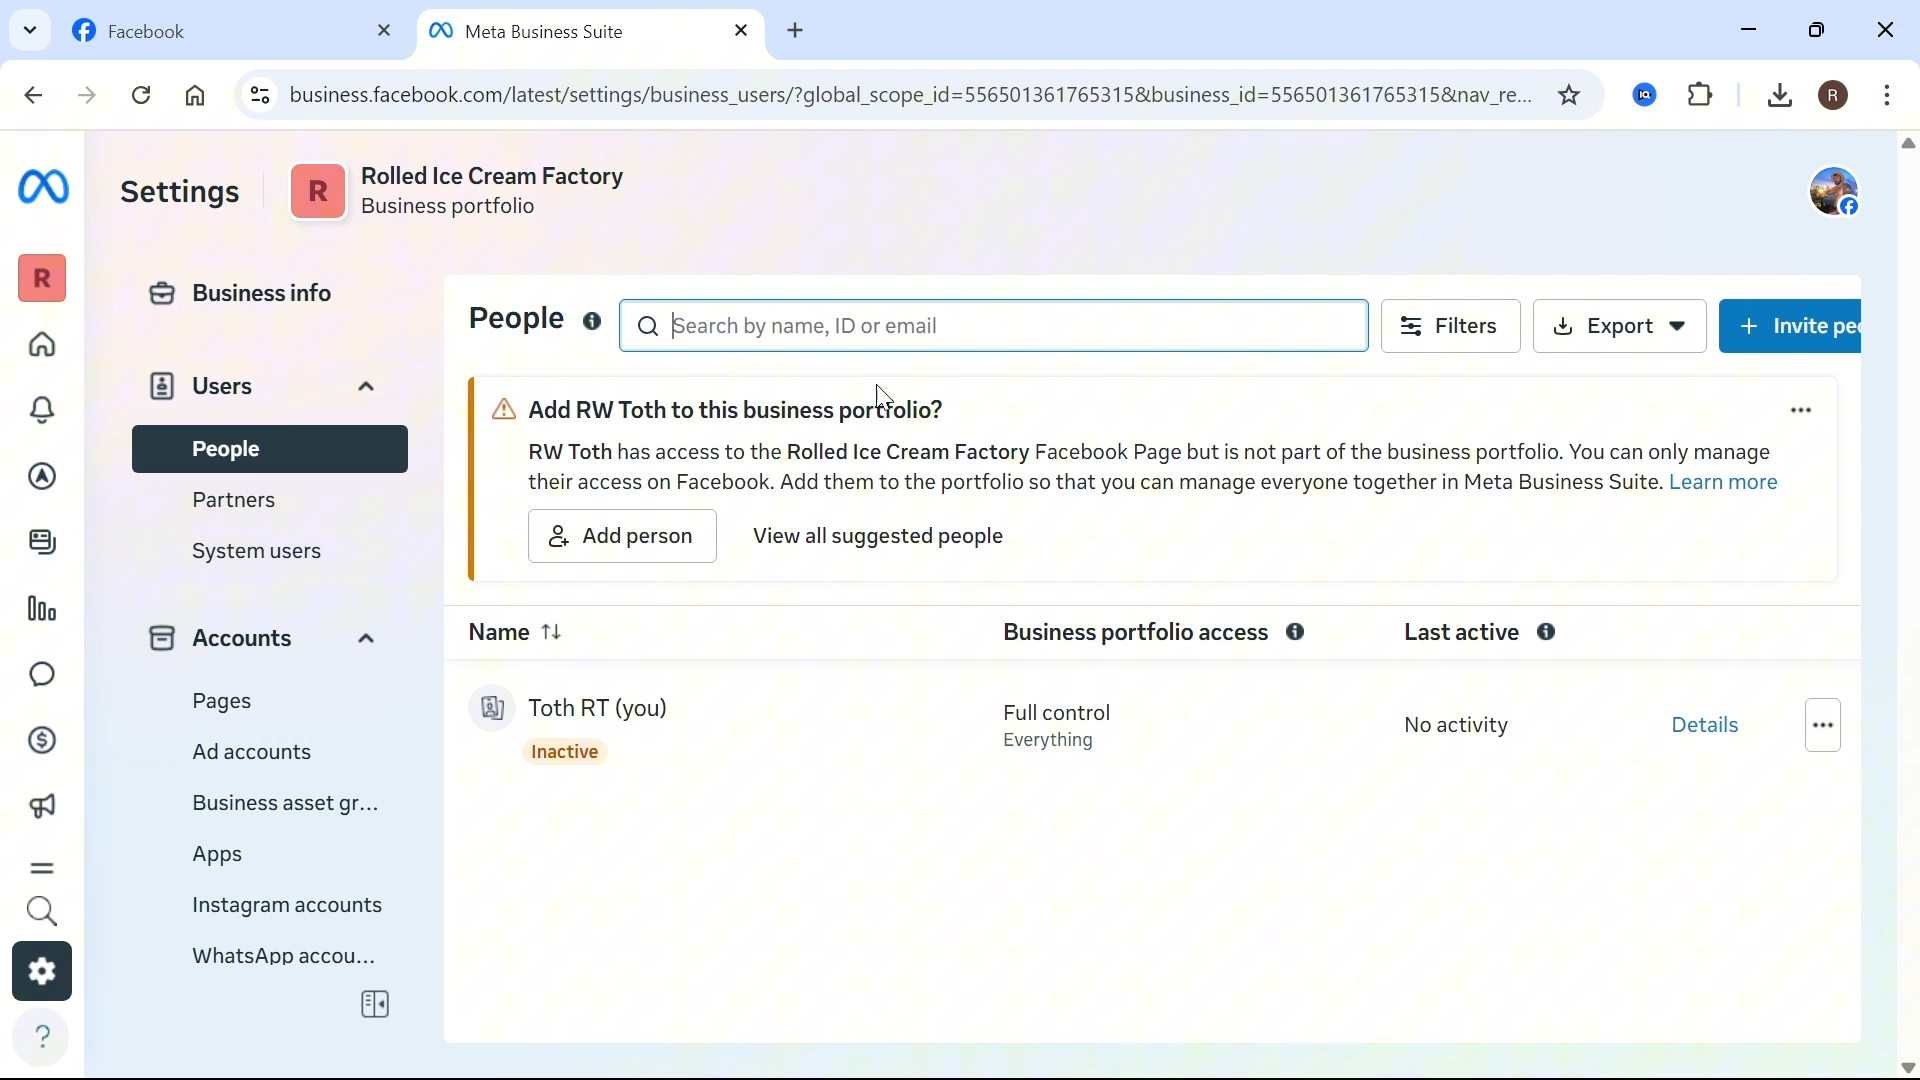 Facebook
Meta Business Suite
business.facebook.com/latest/settings/business_users/?global_scope_id=556501361765315&business_id=556501361765315&nav_re...
R
Settings
R
Rolled Ice Cream Factory
Business portfolio
R
Business info
Users
People
Partners
System users
Accounts
Pages
Ad accounts
Business asset gr...
Apps
Instagram accounts
WhatsApp accou...
?
People
Search by name, ID or email
Filters
Export
+ Invite pe
Add RW Toth to this business portfolio?
RW Toth has access to the Rolled Ice Cream Factory Facebook Page but is not part of the business portfolio. You can only manage
their access on Facebook. Add them to the portfolio so that you can manage everyone together in Meta Business Suite. Learn more
Add person
View all suggested people
Name
Business portfolio access
Last active
Toth RT (you)
Inactive
Full control
Everything
No activity
Details